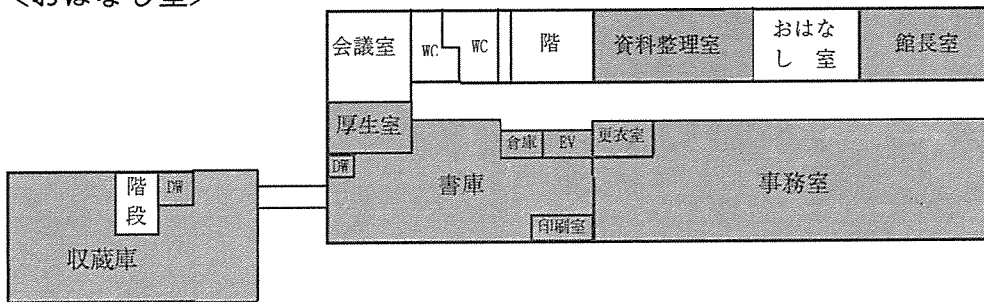 <おはなし室>
会議室
WC
WC
階
資料整理室
おはな
し 室
館長室
厚生室
倉庫
EV
更衣室
DW
書庫
事務室
階
段
DW
印刷室
収蔵庫